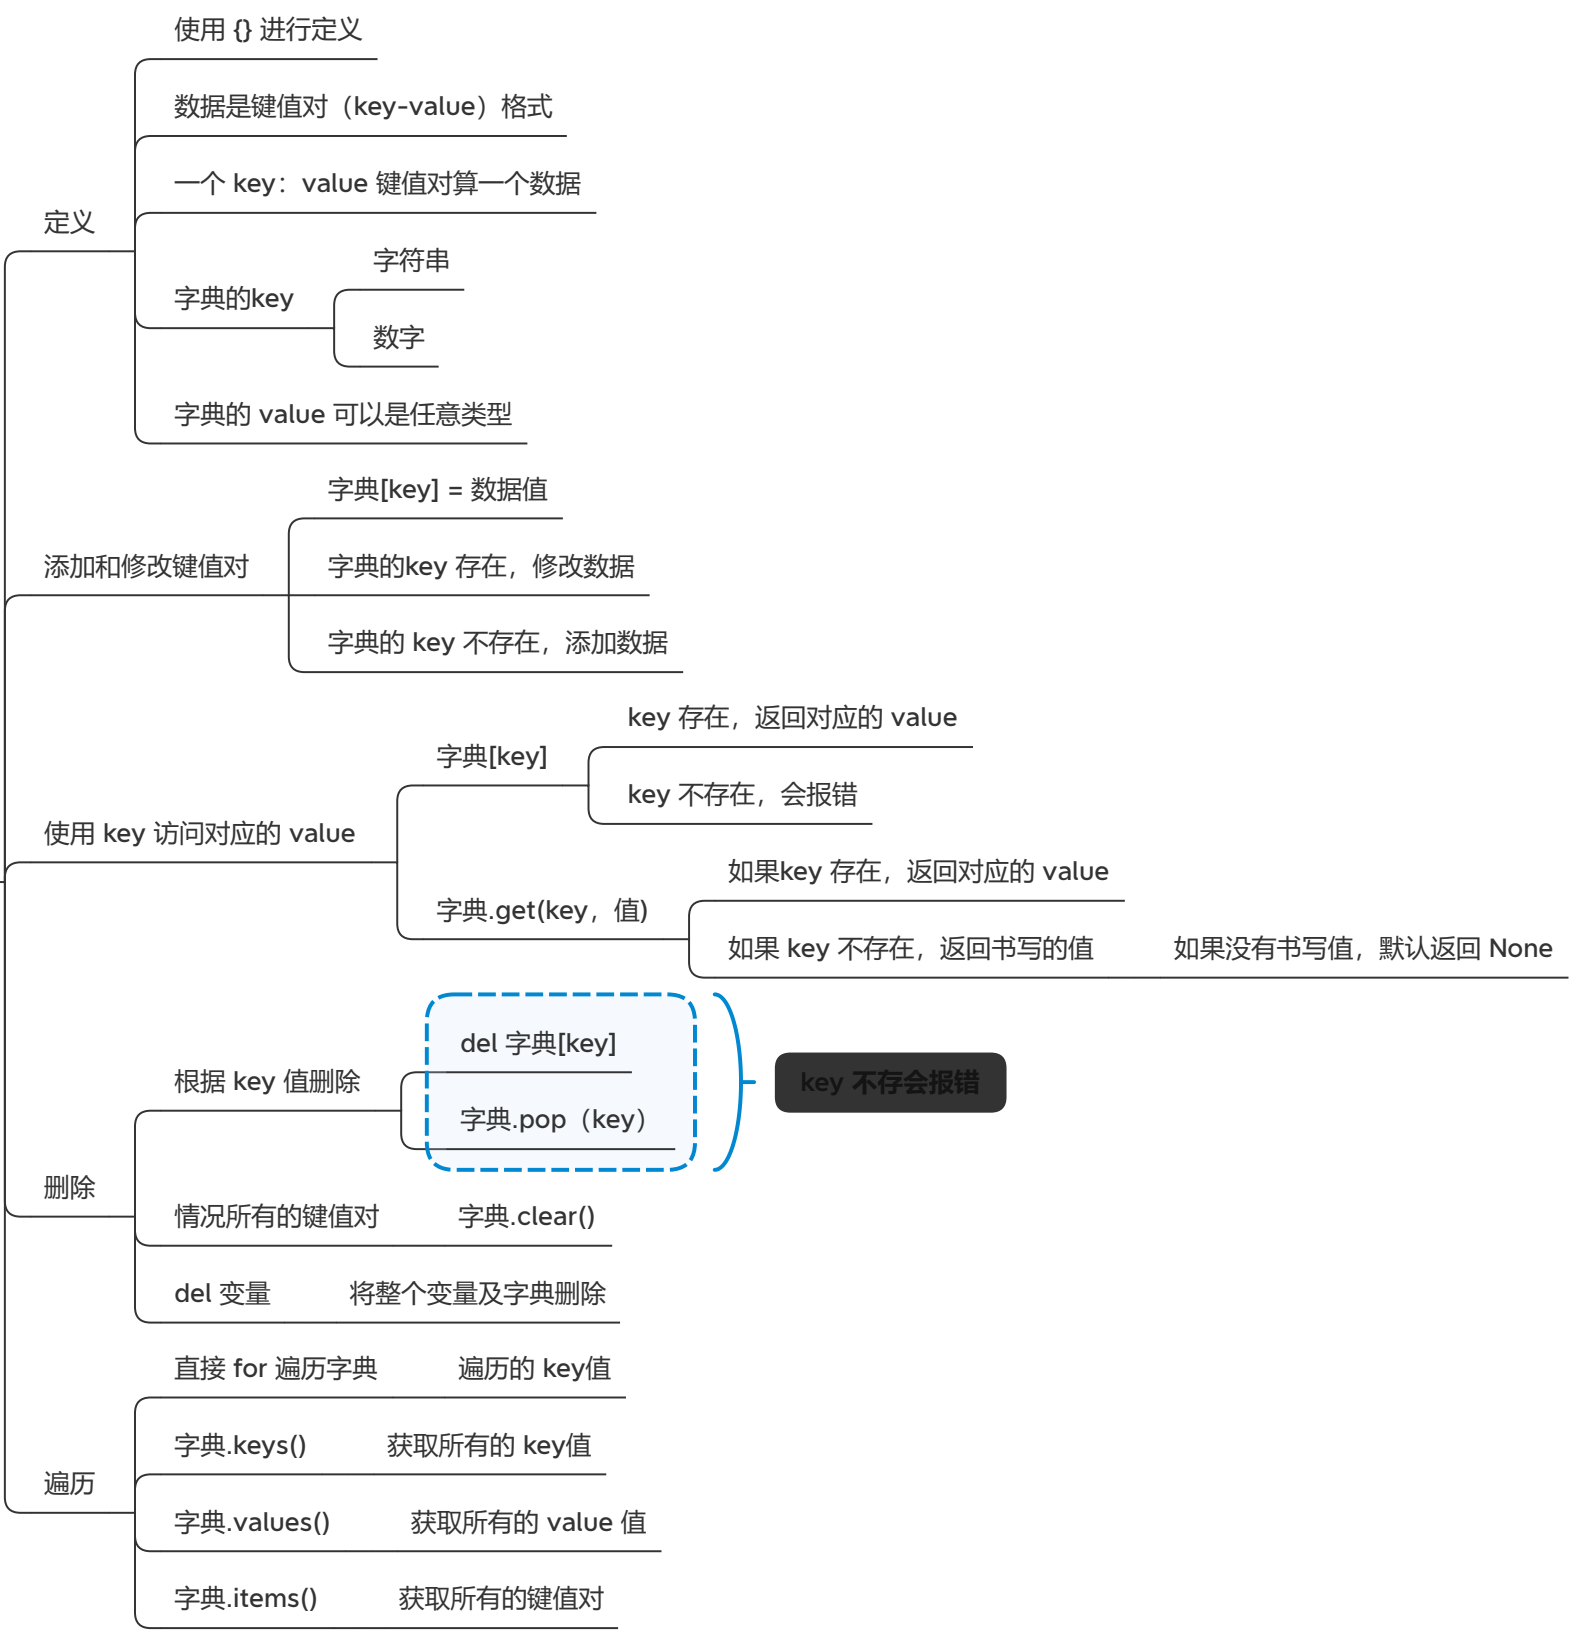 定义
使用 {} 进行定义
数据是键值对（key-value）格式
一个 key：value 键值对算一个数据
字典的key
字符串
数字
字典的 value 可以是任意类型
添加和修改键值对
字典[key] = 数据值
字典的key 存在，修改数据
字典的 key 不存在，添加数据
使用 key 访问对应的 value
字典[key]
key 存在，返回对应的 value
key 不存在，会报错
字典.get(key，值)
如果key 存在，返回对应的 value
如果 key 不存在，返回书写的值
如果没有书写值，默认返回 None
删除
根据 key 值删除
del 字典[key]
字典.pop（key）
key 不存会报错
情况所有的键值对
字典.clear()
del 变量
将整个变量及字典删除
遍历
直接 for 遍历字典
遍历的 key值
字典.keys()
获取所有的 key值
字典.values()
获取所有的 value 值
字典.items()
获取所有的键值对